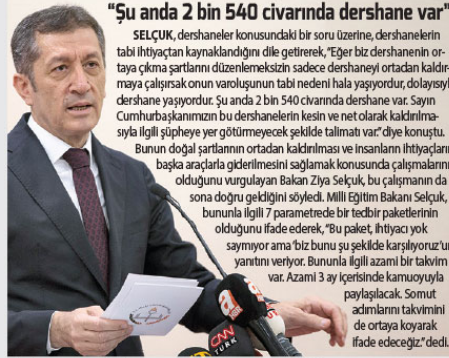 “Şu anda 2 bin 540 civarında dershane var”
SELÇUK, dershaneler konusundaki bir soru üzerine, dershanelerin
tabi ihtiyaçtan kaynaklandığını dile getirerek, “Eğer biz dershanenin or-
taya çıkma şartlarını düzenlemeksizin sadece dershaneyi ortadan kaldır-
maya çalışırsak onun varoluşunun tabi nedeni hala yaşıyordur, dolayısıyl
dershane yaşıyordur. Şu anda 2 bin 540 civarında dershane var. Sayın
Cumhurbaşkanımızın bu dershanelerin kesin ve net olarak kaldırılma-
sıyla ilgili şüpheye yer götürmeyecek şekilde talimatı var.” diye konuştu.
Bunun doğal şartlarının ortadan kaldırılması ve insanların ihtiyaçların
başka araçlarla giderilmesini sağlamak konusunda çalışmaların
olduğunu vurgulayan Bakan Ziya Selçuk, bu çalışmanın da
sona doğru geldiğini söyledi. Milli Eğitim Bakanı Selçuk,
bununla ilgili 7 parametrede bir tedbir paketlerinin
olduğunu ifade ederek, “Bu paket, ihtiyacı yok
saymıyor ama ‘biz bunu şu şekilde karşılıyoruz’u
yanıtını veriyor. Bununla ilgili azami bir takvim
var. Azami 3 ay içerisinde kamuoyuyla
paylaşılacak. Somut
adımlarını takvimini
de ortaya koyarak
ifade edeceğiz.” dedi.
a
CNN
TÜRK